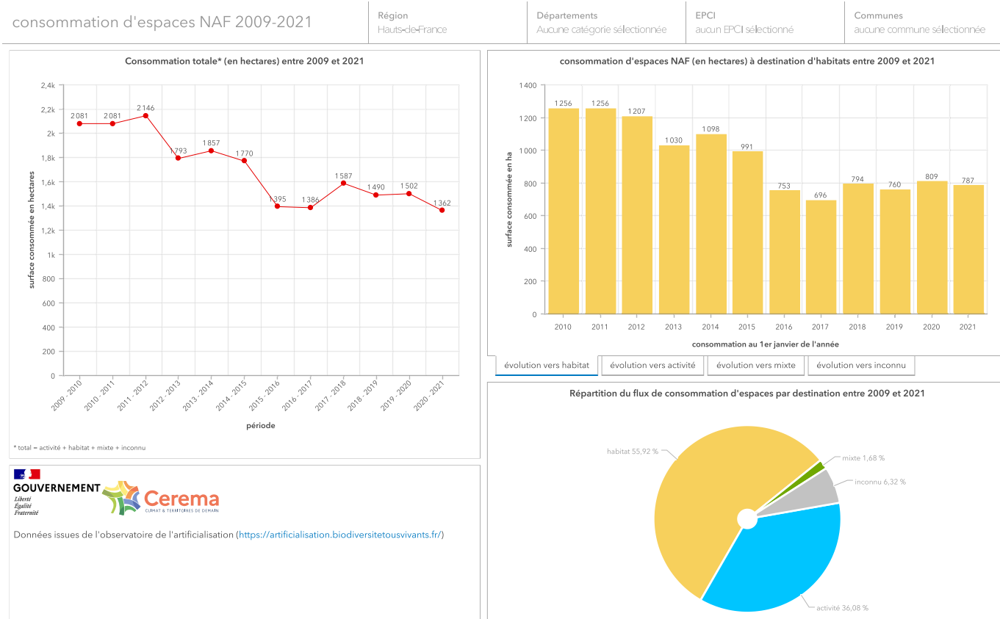 consommation d'espaces NAF 2009-2021
Région
Hauts-de-France
Départements
Aucune catégorie sélectionnée
EPCI
aucun EPCI sélectionné
Communes
aucune commune sélectionnée
Consommation totale* (en hectares) entre 2009 et 2021
surface consommée en hectares
2,4k
2,2k
2k
1,8k
1,6k
1,4k
1,2k
1k
800
600
400
200
0
2 081
2 081
2 146
1 793
1 857
1 770
1 395
1 386
1 587
1 490
1 502
1 362
2009 - 2010
2010 - 2011
2011 - 2012
2012 - 2013
2013 - 2014
2014 - 2015
2015 - 2016
2016 - 2017
2017 - 2018
2018 - 2019
2019 - 2020
2020 - 2021
période
* total = activité + habitat + mixte + inconnu
consommation d'espaces NAF (en hectares) à destination d'habitats entre 2009 et 2021
surface consommée en ha
1 400
1 200
1 000
800
600
400
200
0
1 256
1 256
1 207
1 030
1 098
991
753
696
794
760
809
787
2010
2011
2012
2013
2014
2015
2016
2017
2018
2019
2020
2021
consommation au 1er janvier de l'année
évolution vers habitat
évolution vers activité
évolution vers mixte
évolution vers inconnu
Répartition du flux de consommation d'espaces par destination entre 2009 et 2021
habitat 55,92 %
mixte 1,68 %
inconnu 6,32 %
activité 36,08 %
GOUVERNEMENT
Liberté
Égalité
Fraternité
Cerema
CLIMAT & TERRITOIRES DE DEMAIN
Données issues de l'observatoire de l'artificialisation (https://artificialisation.biodiversitetousvivants.fr/)